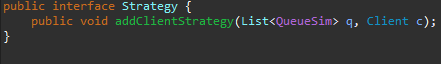 public interface Strategy {
    public void addClientStrategy(List<QueueSim> q, Client c);
}